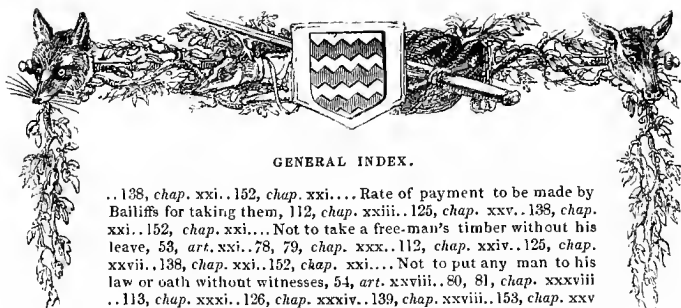 GENERAL INDEX.
..138, chap. xxi..152, chap. xxi.... Rate of payment to be made by
Bailiffs for taking them, 112, chap. xxiii..125, chap. xxv..138, chap.
xxi..152, chap. xxi.... Not to take a free-man's timber without his
leave, 53, art. xxi..78, 79, chap. xxx..112, chap. xxiv..125, chap.
xxvii..138, chap. xxi..152, chap. xxi.... Not to put any man to his
law or oath without witnesses, 54, art. xxviii..80, 81, chap. xxxviii
..113, chap. xxxi..126, chap. xxxiv..139, chap. xxviii..153, chap. xxv